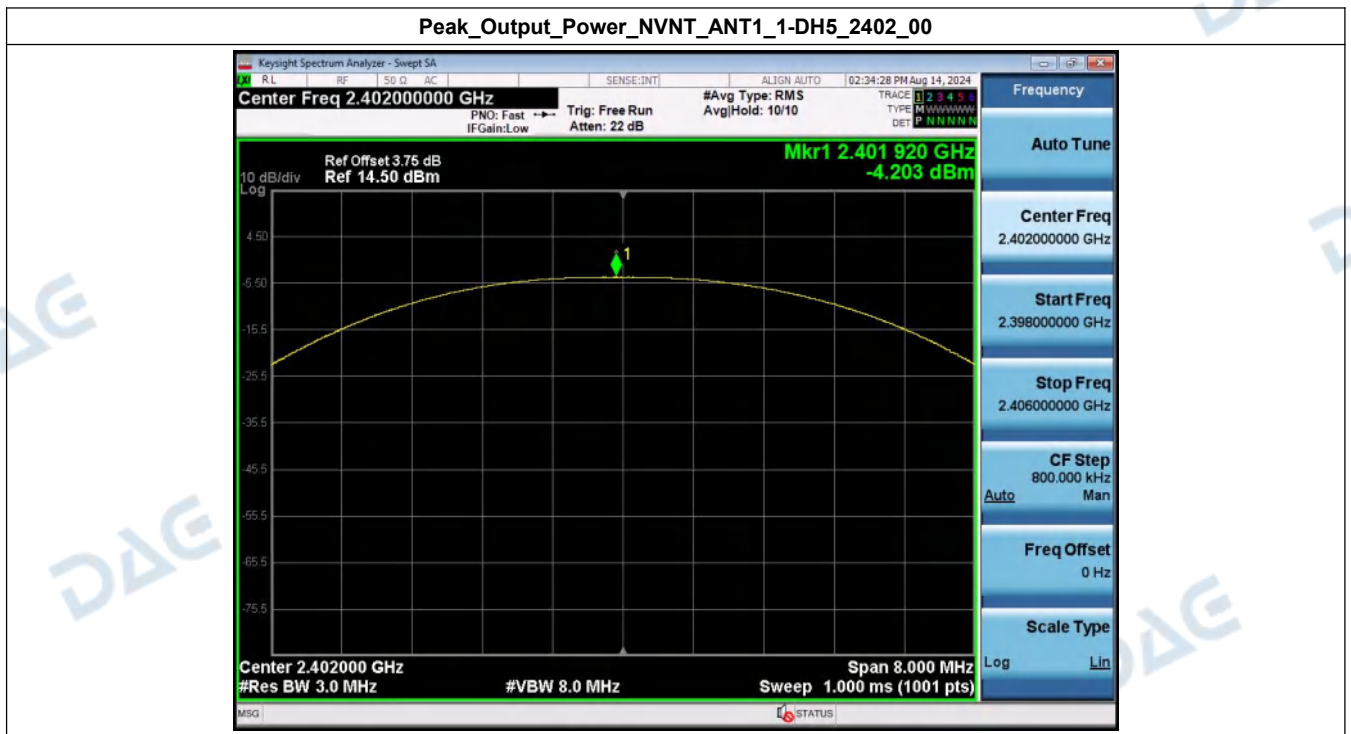 Peak_Output_Power_NVNT_ANT1_1-DH5_2402_00
Keysight Spectrum Analyzer - Swept SA
RL RF 50 Ω AC SENSE:INT ALIGN AUTO 02:34:28 PM Aug 14, 2024
Center Freq 2.402000000 GHz
PNO: Fast
IFGain:Low
Trig: Free Run
Atten: 22 dB
#Avg Type: RMS
Avg|Hold: 10/10
TRACE 1 2 3 4 5 6
TYPE M WWWWW
DET P NNNNN
Frequency
Mkr1 2.401 920 GHz
-4.203 dBm
Ref Offset 3.75 dB
10 dB/div Ref 14.50 dBm
Log
4.50
-5.50
-15.5
-25.5
-35.5
-45.5
-55.5
-65.5
-75.5
1
Center 2.402000 GHz Span 8.000 MHz
#Res BW 3.0 MHz #VBW 8.0 MHz Sweep 1.000 ms (1001 pts)
Auto Tune
Center Freq
2.402000000 GHz
Start Freq
2.398000000 GHz
Stop Freq
2.406000000 GHz
CF Step
800.000 kHz
Auto Man
Freq Offset
0 Hz
Scale Type
Log Lin
MSG STATUS
DAE
DAE
DAE